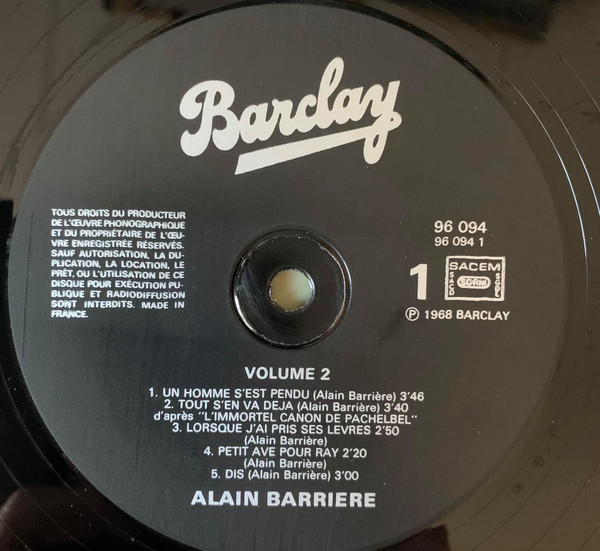 Barclay
TOUS DROITS DU PRODUCTEUR
DE L'ŒUVRE PHONOGRAPHIQUE
ET DU PROPRIÉTAIRE DE L'ŒU-
VRE ENREGISTRÉE RÉSERVÉS.
SAUF AUTORISATION, LA DU-
PLICATION, LA LOCATION, LE
PRÊT, OU L'UTILISATION DE CE
DISQUE POUR EXÉCUTION PU-
BLIQUE ET RADIODIFFUSION
SONT INTERDITS. MADE IN
FRANCE.
96 094
96 094 1
1
SACEM
SACD
SDRM
SGDL
Ⓟ 1968 BARCLAY
VOLUME 2
1. UN HOMME S'EST PENDU (Alain Barrière) 3'46
2. TOUT S'EN VA DEJA (Alain Barrière) 3'40
d'après "L'IMMORTEL CANON DE PACHELBEL"
3. LORSQUE J'AI PRIS SES LEVRES 2'50
(Alain Barrière)
4. PETIT AVE POUR RAY 2'20
(Alain Barrière)
5. DIS (Alain Barrière) 3'00
ALAIN BARRIERE